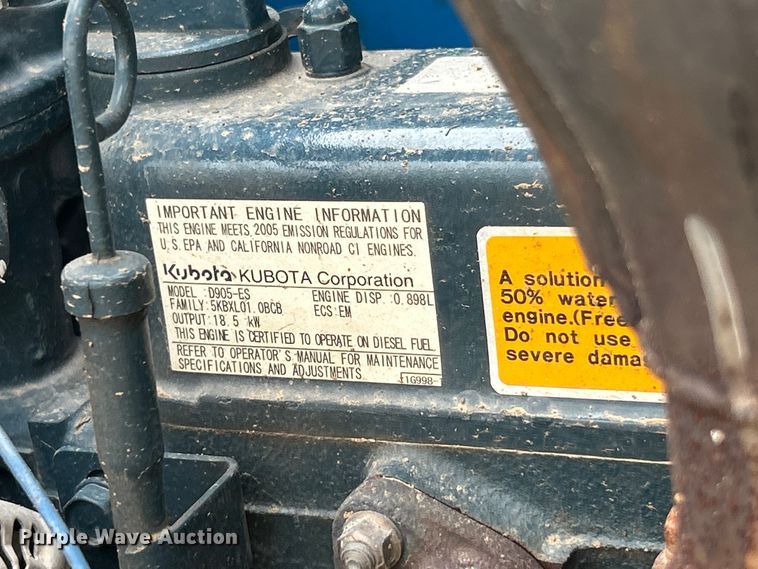 IMPORTANT ENGINE INFORMATION
THIS ENGINE MEETS 2005 EMISSION REGULATIONS FOR
U.S.EPA AND CALIFORNIA NONROAD CI ENGINES.
Kubota KUBOTA Corporation
MODEL :D905-ES ENGINE DISP.:0.898L
FAMILY:5KBXL01.0BCB ECS:EM
OUTPUT:18.5 kW
THIS ENGINE IS CERTIFIED TO OPERATE ON DIESEL FUEL
REFER TO OPERATOR'S MANUAL FOR MAINTENANCE
SPECIFICATIONS AND ADJUSTMENTS
1G998-
A solution
50% water
engine.(Free
Do not use
severe dama
Purple Wave Auction